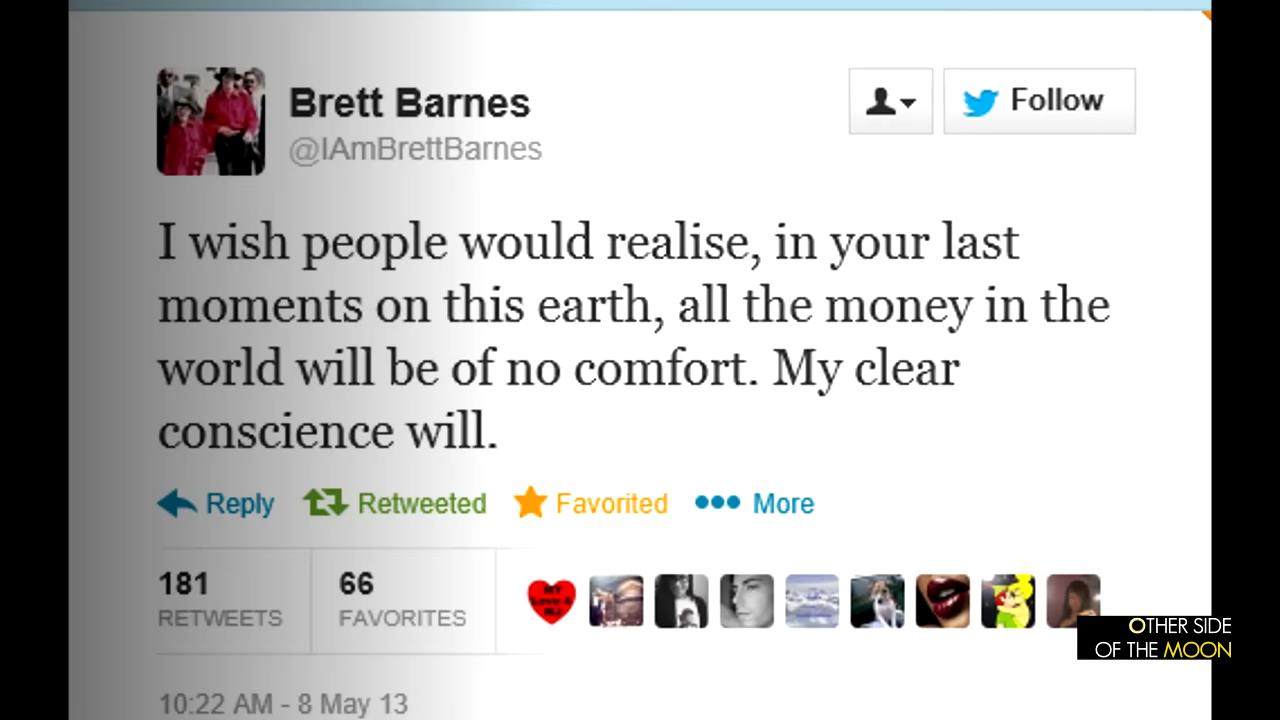 Brett Barnes
@IAmBrettBarnes
Follow
I wish people would realise, in your last
moments on this earth, all the money in the
world will be of no comfort. My clear
conscience will.
Reply Retweeted Favorited More
181 66
RETWEETS FAVORITES
10:22 AM - 8 May 13
OTHER SIDE
OF THE MOON